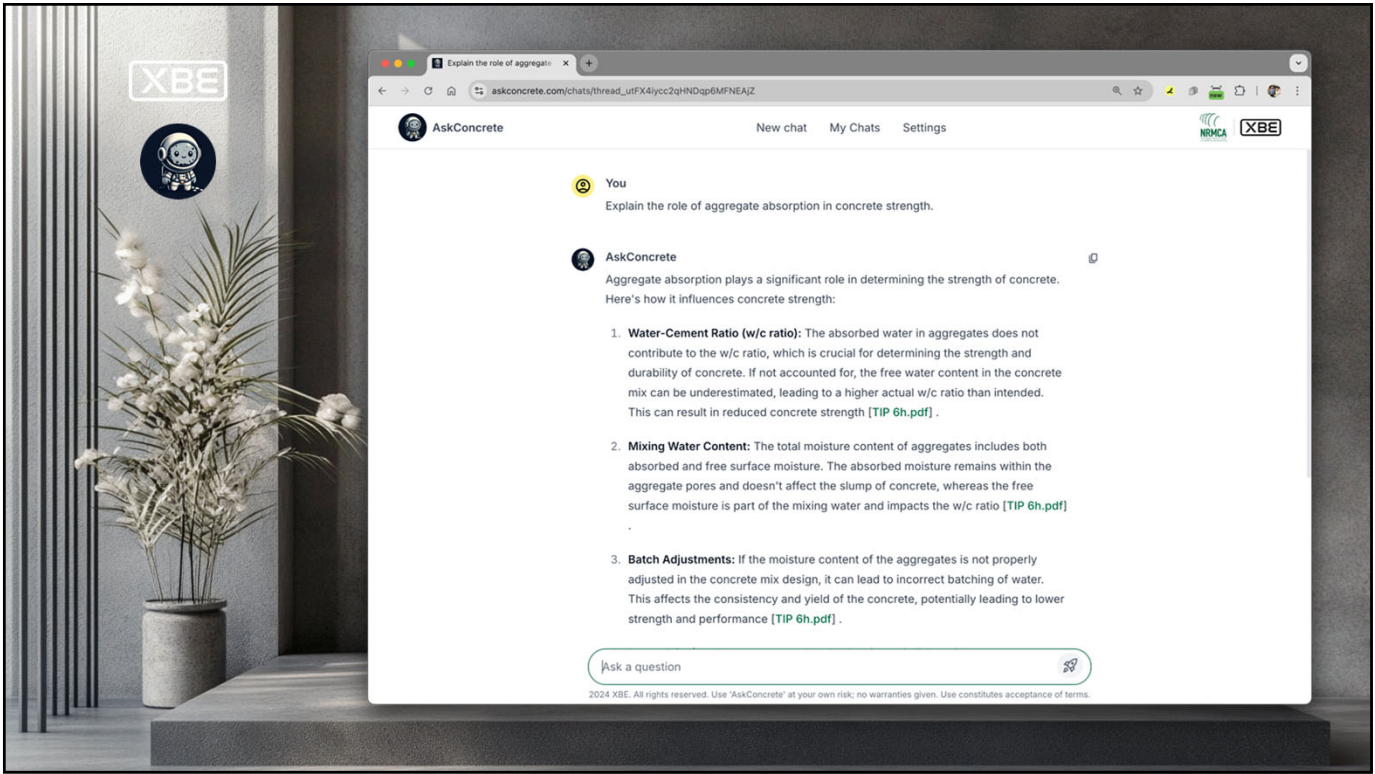 XBE
Explain the role of aggregate
askconcrete.com/chats/thread_utFX4iycc2qHNDqp6MFNEAjZ
new
AskConcrete
New chat
My Chats
Settings
NRMCA
XBE
You
Explain the role of aggregate absorption in concrete strength.
AskConcrete
Aggregate absorption plays a significant role in determining the strength of concrete.
Here's how it influences concrete strength:
1. Water-Cement Ratio (w/c ratio): The absorbed water in aggregates does not
contribute to the w/c ratio, which is crucial for determining the strength and
durability of concrete. If not accounted for, the free water content in the concrete
mix can be underestimated, leading to a higher actual w/c ratio than intended.
This can result in reduced concrete strength [TIP 6h.pdf] .
2. Mixing Water Content: The total moisture content of aggregates includes both
absorbed and free surface moisture. The absorbed moisture remains within the
aggregate pores and doesn't affect the slump of concrete, whereas the free
surface moisture is part of the mixing water and impacts the w/c ratio [TIP 6h.pdf]
.
3. Batch Adjustments: If the moisture content of the aggregates is not properly
adjusted in the concrete mix design, it can lead to incorrect batching of water.
This affects the consistency and yield of the concrete, potentially leading to lower
strength and performance [TIP 6h.pdf] .
Ask a question
2024 XBE. All rights reserved. Use 'AskConcrete' at your own risk; no warranties given. Use constitutes acceptance of terms.